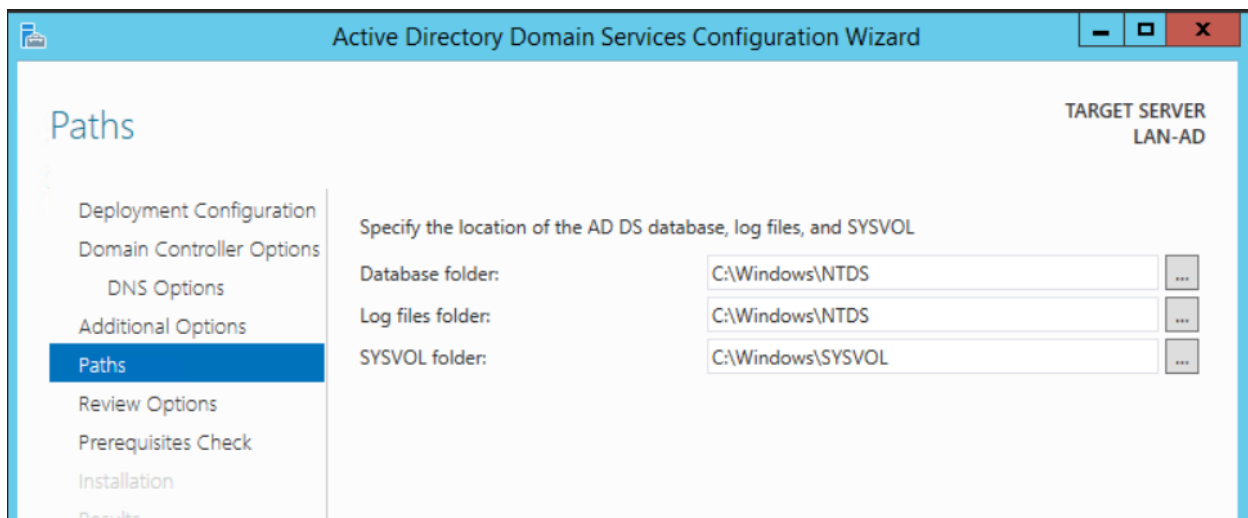 Active Directory Domain Services Configuration Wizard
Paths
TARGET SERVER
LAN-AD
Deployment Configuration
Domain Controller Options
DNS Options
Additional Options
Paths
Review Options
Prerequisites Check
Installation
Specify the location of the AD DS database, log files, and SYSVOL
Database folder: C:\Windows\NTDS ...
Log files folder: C:\Windows\NTDS ...
SYSVOL folder: C:\Windows\SYSVOL ...